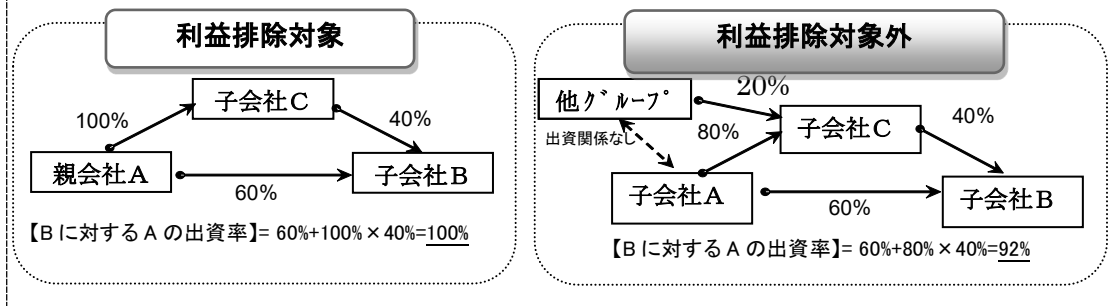 利益排除対象
子会社C
100%
40%
親会社A
子会社B
60%
【Bに対するAの出資率】= 60%+100%×40%=100%
利益排除対象外
他グループ
20%
出資関係なし
80%
子会社C
40%
子会社A
子会社B
60%
【Bに対するAの出資率】= 60%+80%×40%=92%